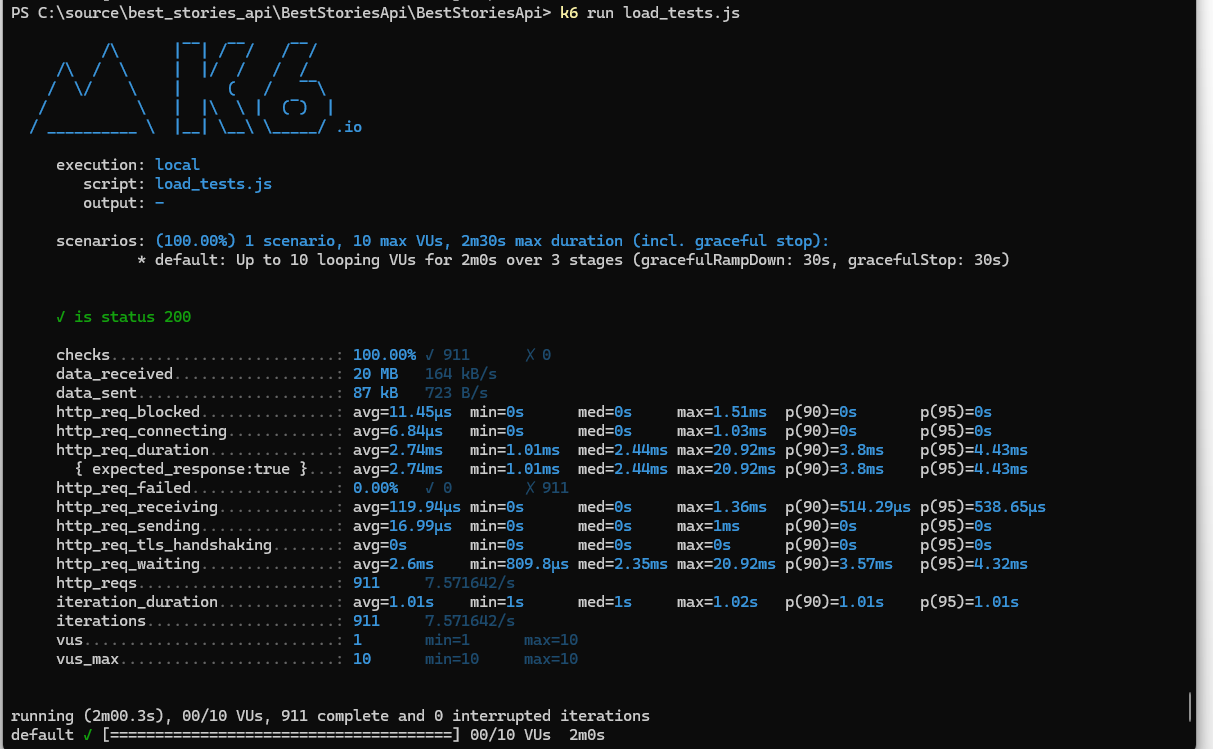 PS C:\source\best_stories_api\BestStoriesApi\BestStoriesApi> k6 run load_tests.js
K6
.io
execution: local
script: load_tests.js
output: -
scenarios: (100.00%) 1 scenario, 10 max VUs, 2m30s max duration (incl. graceful stop):
* default: Up to 10 looping VUs for 2m0s over 3 stages (gracefulRampDown: 30s, gracefulStop: 30s)
✓ is status 200
checks.........................: 100.00% ✓ 911 ✗ 0
data_received..................: 20 MB 164 kB/s
data_sent......................: 87 kB 723 B/s
http_req_blocked...............: avg=11.45µs min=0s med=0s max=1.51ms p(90)=0s p(95)=0s
http_req_connecting............: avg=6.84µs min=0s med=0s max=1.03ms p(90)=0s p(95)=0s
http_req_duration..............: avg=2.74ms min=1.01ms med=2.44ms max=20.92ms p(90)=3.8ms p(95)=4.43ms
{ expected_response:true }...: avg=2.74ms min=1.01ms med=2.44ms max=20.92ms p(90)=3.8ms p(95)=4.43ms
http_req_failed................: 0.00% ✓ 0 ✗ 911
http_req_receiving.............: avg=119.94µs min=0s med=0s max=1.36ms p(90)=514.29µs p(95)=538.65µs
http_req_sending...............: avg=16.99µs min=0s med=0s max=1ms p(90)=0s p(95)=0s
http_req_tls_handshaking.......: avg=0s min=0s med=0s max=0s p(90)=0s p(95)=0s
http_req_waiting...............: avg=2.6ms min=809.8µs med=2.35ms max=20.92ms p(90)=3.57ms p(95)=4.32ms
http_reqs......................: 911 7.571642/s
iteration_duration.............: avg=1.01s min=1s med=1s max=1.02s p(90)=1.01s p(95)=1.01s
iterations.....................: 911 7.571642/s
vus............................: 1 min=1 max=10
vus_max........................: 10 min=10 max=10
running (2m00.3s), 00/10 VUs, 911 complete and 0 interrupted iterations
default ✓ [======================================] 00/10 VUs 2m0s